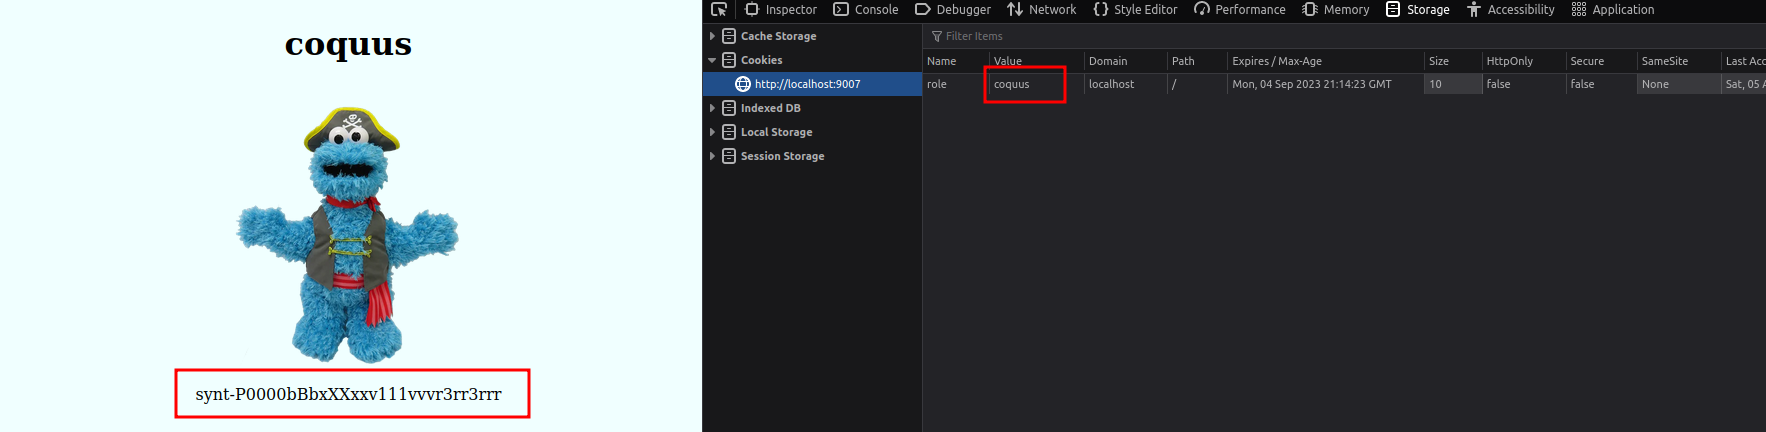 coquus
synt-P0000bBbxXXxxv111vvvr3rr3rrr
Inspector Console Debugger Network Style Editor Performance Memory Storage Accessibility Application
Cache Storage
Cookies
http://localhost:9007
Indexed DB
Local Storage
Session Storage
Filter Items
Name Value Domain Path Expires / Max-Age Size HttpOnly Secure SameSite Last Acc
role coquus localhost / Mon, 04 Sep 2023 21:14:23 GMT 10 false false None Sat, 05 A